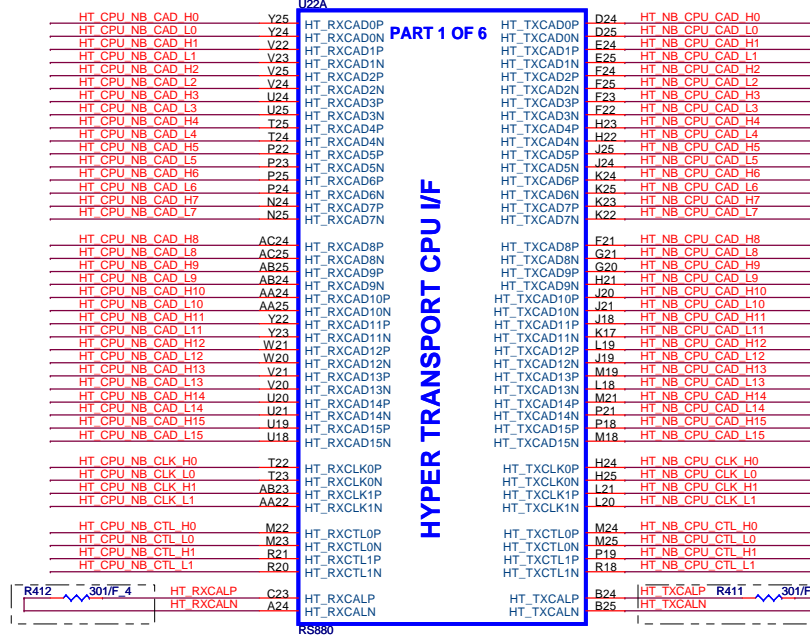 U22A
HT_CPU_NB_CAD_H0 Y25 HT_RXCAD0P PART 1 OF 6 HT_TXCAD0P D24 HT_NB_CPU_CAD_H0
HT_CPU_NB_CAD_L0 Y24 HT_RXCAD0N HT_TXCAD0N D25 HT_NB_CPU_CAD_L0
HT_CPU_NB_CAD_H1 V22 HT_RXCAD1P HT_TXCAD1P E24 HT_NB_CPU_CAD_H1
HT_CPU_NB_CAD_L1 V23 HT_RXCAD1N HT_TXCAD1N E25 HT_NB_CPU_CAD_L1
HT_CPU_NB_CAD_H2 V25 HT_RXCAD2P HT_TXCAD2P F24 HT_NB_CPU_CAD_H2
HT_CPU_NB_CAD_L2 V24 HT_RXCAD2N HT_TXCAD2N F25 HT_NB_CPU_CAD_L2
HT_CPU_NB_CAD_H3 U24 HT_RXCAD3P HT_TXCAD3P F23 HT_NB_CPU_CAD_H3
HT_CPU_NB_CAD_L3 U25 HT_RXCAD3N HT_TXCAD3N F22 HT_NB_CPU_CAD_L3
HT_CPU_NB_CAD_H4 T25 HT_RXCAD4P HT_TXCAD4P H23 HT_NB_CPU_CAD_H4
HT_CPU_NB_CAD_L4 T24 HT_RXCAD4N HT_TXCAD4N H22 HT_NB_CPU_CAD_L4
HT_CPU_NB_CAD_H5 P22 HT_RXCAD5P HT_TXCAD5P J25 HT_NB_CPU_CAD_H5
HT_CPU_NB_CAD_L5 P23 HT_RXCAD5N HT_TXCAD5N J24 HT_NB_CPU_CAD_L5
HT_CPU_NB_CAD_H6 P25 HT_RXCAD6P HT_TXCAD6P K24 HT_NB_CPU_CAD_H6
HT_CPU_NB_CAD_L6 P24 HT_RXCAD6N HT_TXCAD6N K25 HT_NB_CPU_CAD_L6
HT_CPU_NB_CAD_H7 N24 HT_RXCAD7P HT_TXCAD7P K23 HT_NB_CPU_CAD_H7
HT_CPU_NB_CAD_L7 N25 HT_RXCAD7N HT_TXCAD7N K22 HT_NB_CPU_CAD_L7
HT_CPU_NB_CAD_H8 AC24 HT_RXCAD8P HT_TXCAD8P F21 HT_NB_CPU_CAD_H8
HT_CPU_NB_CAD_L8 AC25 HT_RXCAD8N HT_TXCAD8N G21 HT_NB_CPU_CAD_L8
HT_CPU_NB_CAD_H9 AB25 HT_RXCAD9P HT_TXCAD9P G20 HT_NB_CPU_CAD_H9
HT_CPU_NB_CAD_L9 AB24 HT_RXCAD9N HT_TXCAD9N H21 HT_NB_CPU_CAD_L9
HT_CPU_NB_CAD_H10 AA24 HT_RXCAD10P HT_TXCAD10P J20 HT_NB_CPU_CAD_H10
HT_CPU_NB_CAD_L10 AA25 HT_RXCAD10N HT_TXCAD10N J21 HT_NB_CPU_CAD_L10
HT_CPU_NB_CAD_H11 Y22 HT_RXCAD11P HT_TXCAD11P J18 HT_NB_CPU_CAD_H11
HT_CPU_NB_CAD_L11 Y23 HT_RXCAD11N HT_TXCAD11N K17 HT_NB_CPU_CAD_L11
HT_CPU_NB_CAD_H12 W21 HT_RXCAD12P HT_TXCAD12P L19 HT_NB_CPU_CAD_H12
HT_CPU_NB_CAD_L12 W20 HT_RXCAD12N HT_TXCAD12N J19 HT_NB_CPU_CAD_L12
HT_CPU_NB_CAD_H13 V21 HT_RXCAD13P HT_TXCAD13P M19 HT_NB_CPU_CAD_H13
HT_CPU_NB_CAD_L13 V20 HT_RXCAD13N HT_TXCAD13N L18 HT_NB_CPU_CAD_L13
HT_CPU_NB_CAD_H14 U20 HT_RXCAD14P HT_TXCAD14P M21 HT_NB_CPU_CAD_H14
HT_CPU_NB_CAD_L14 U21 HT_RXCAD14N HT_TXCAD14N P21 HT_NB_CPU_CAD_L14
HT_CPU_NB_CAD_H15 U19 HT_RXCAD15P HT_TXCAD15P P18 HT_NB_CPU_CAD_H15
HT_CPU_NB_CAD_L15 U18 HT_RXCAD15N HT_TXCAD15N M18 HT_NB_CPU_CAD_L15
HYPER TRANSPORT CPU I/F
HT_CPU_NB_CLK_H0 T22 HT_RXCLK0P HT_TXCLK0P H24 HT_NB_CPU_CLK_H0
HT_CPU_NB_CLK_L0 T23 HT_RXCLK0N HT_TXCLK0N H25 HT_NB_CPU_CLK_L0
HT_CPU_NB_CLK_H1 AB23 HT_RXCLK1P HT_TXCLK1P L21 HT_NB_CPU_CLK_H1
HT_CPU_NB_CLK_L1 AA22 HT_RXCLK1N HT_TXCLK1N L20 HT_NB_CPU_CLK_L1
HT_CPU_NB_CTL_H0 M22 HT_RXCTL0P HT_TXCTL0P M24 HT_NB_CPU_CTL_H0
HT_CPU_NB_CTL_L0 M23 HT_RXCTL0N HT_TXCTL0N M25 HT_NB_CPU_CTL_L0
HT_CPU_NB_CTL_H1 R21 HT_RXCTL1P HT_TXCTL1P P19 HT_NB_CPU_CTL_H1
HT_CPU_NB_CTL_L1 R20 HT_RXCTL1N HT_TXCTL1N R18 HT_NB_CPU_CTL_L1
R412 301/F_4 HT_RXCALP C23 HT_RXCALP HT_TXCALP B24 HT_TXCALP R411 301/F
HT_RXCALN A24 HT_RXCALN HT_TXCALN B25 HT_TXCALN
RS880